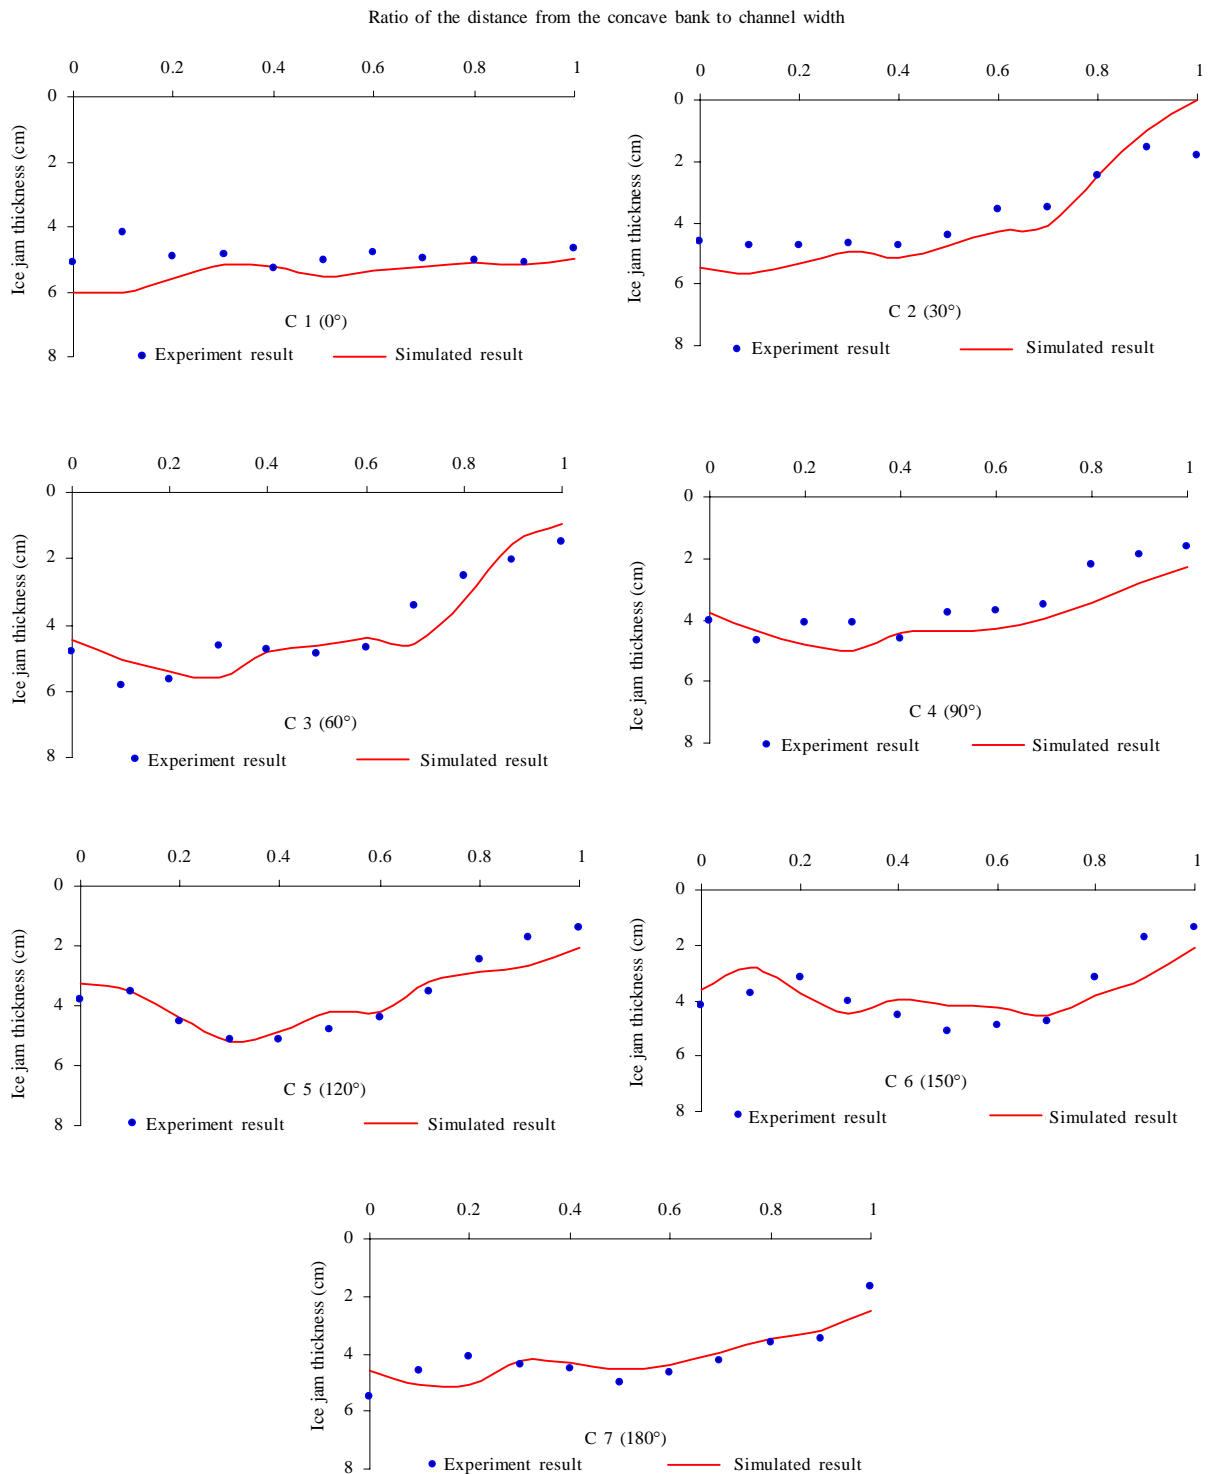 Ratio of the distance from the concave bank to channel width
0 0.2 0.4 0.6 0.8 1
0
2
4
6
8
Ice jam thickness (cm)
C 1 (0°)
Experiment result Simulated result
0 0.2 0.4 0.6 0.8 1
0
2
4
6
8
Ice jam thickness (cm)
C 2 (30°)
Experiment result Simulated result
0 0.2 0.4 0.6 0.8 1
0
2
4
6
8
Ice jam thickness (cm)
C 3 (60°)
Experiment result Simulated result
0 0.2 0.4 0.6 0.8 1
0
2
4
6
8
Ice jam thickness (cm)
C 4 (90°)
Experiment result Simulated result
0 0.2 0.4 0.6 0.8 1
0
2
4
6
8
Ice jam thickness (cm)
C 5 (120°)
Experiment result Simulated result
0 0.2 0.4 0.6 0.8 1
0
2
4
6
8
Ice jam thickness (cm)
C 6 (150°)
Experiment result Simulated result
0 0.2 0.4 0.6 0.8 1
0
2
4
6
8
Ice jam thickness (cm)
C 7 (180°)
Experiment result Simulated result